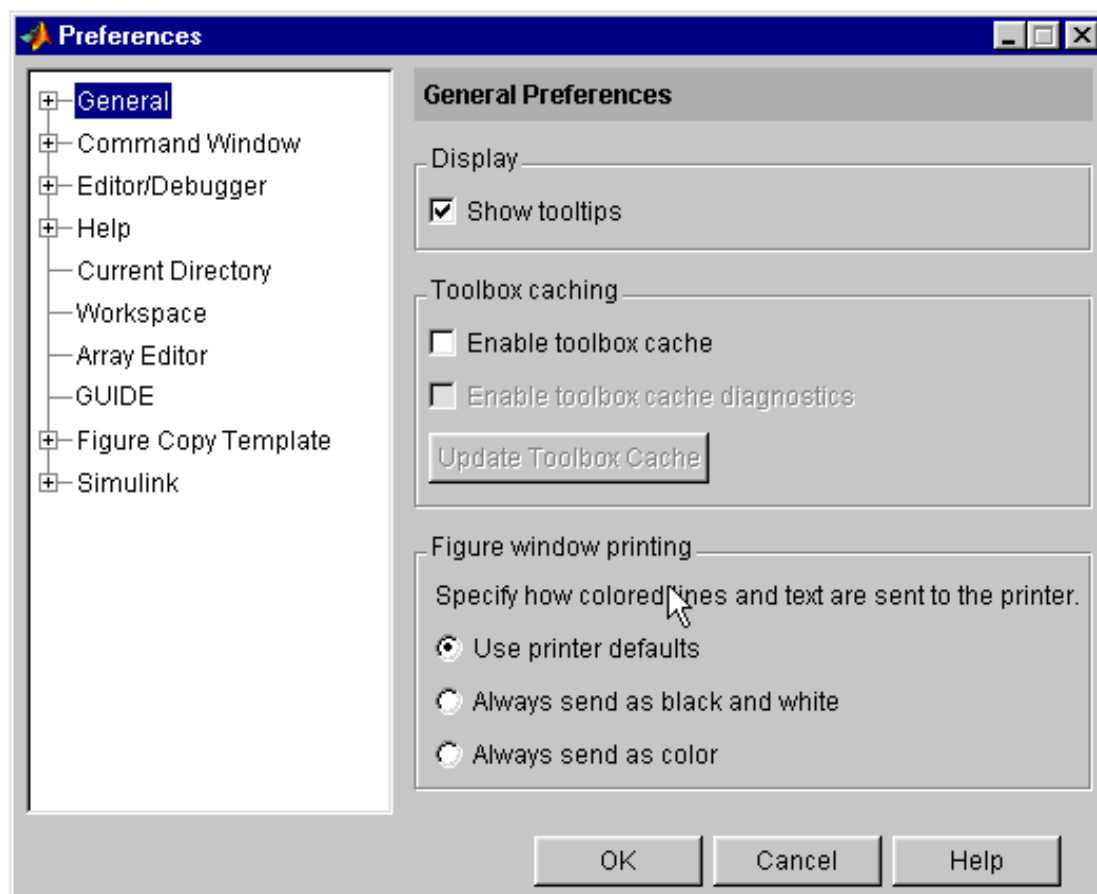 Preferences
General
Command Window
Editor/Debugger
Help
Current Directory
Workspace
Array Editor
GUIDE
Figure Copy Template
Simulink
General Preferences
Display
Show tooltips
Toolbox caching
Enable toolbox cache
Enable toolbox cache diagnostics
Update Toolbox Cache
Figure window printing
Specify how colored lines and text are sent to the printer.
Use printer defaults
Always send as black and white
Always send as color
OK Cancel Help